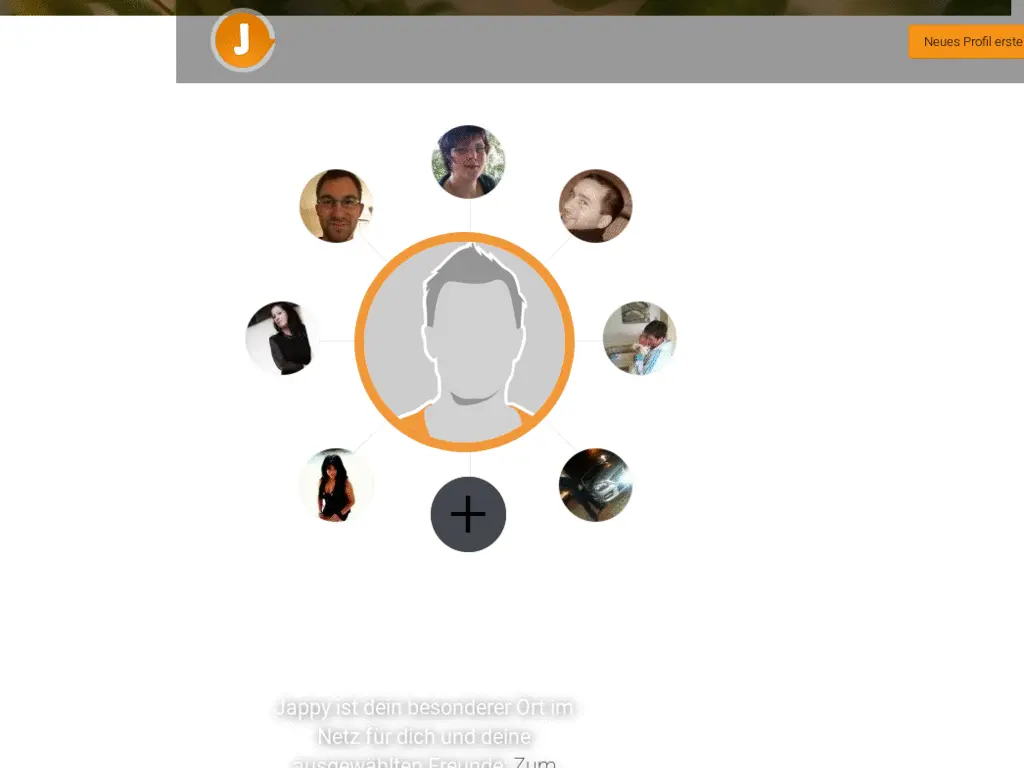 J
Neues Profil erste
Jappy ist dein besonderer Ort im
Netz für dich und deine
ausgewählten Freunde. Zum